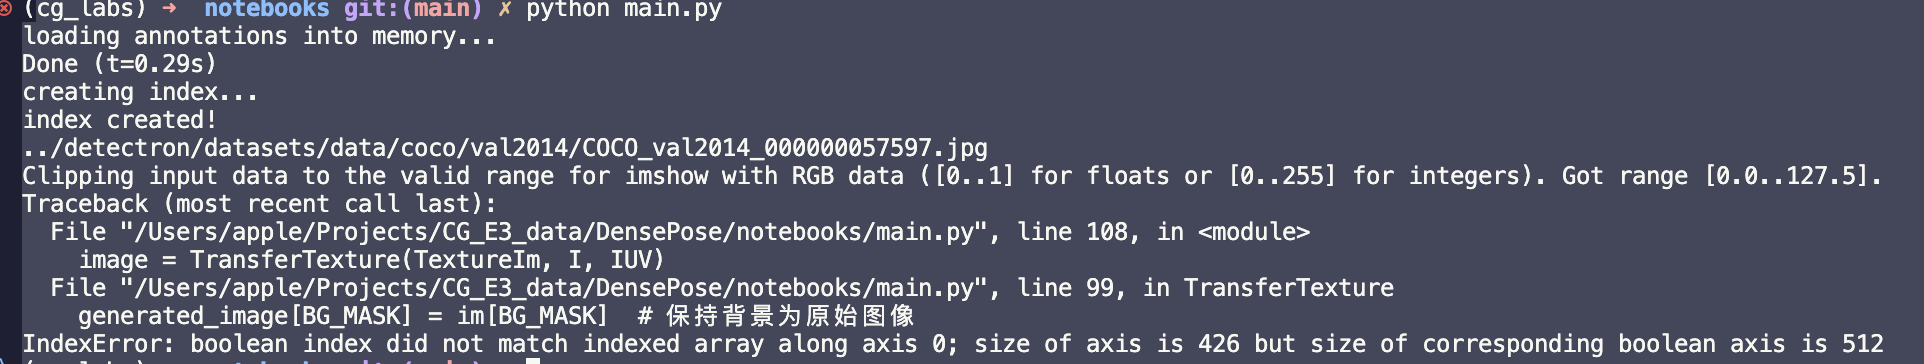 (cg_labs) ➜  notebooks git:(main) ✗ python main.py
loading annotations into memory...
Done (t=0.29s)
creating index...
index created!
../detectron/datasets/data/coco/val2014/COCO_val2014_000000057597.jpg
Clipping input data to the valid range for imshow with RGB data ([0..1] for floats or [0..255] for integers). Got range [0.0..127.5].
Traceback (most recent call last):
  File "/Users/apple/Projects/CG_E3_data/DensePose/notebooks/main.py", line 108, in <module>
    image = TransferTexture(TextureIm, I, IUV)
  File "/Users/apple/Projects/CG_E3_data/DensePose/notebooks/main.py", line 99, in TransferTexture
    generated_image[BG_MASK] = im[BG_MASK]  # 保持背景为原始图像
IndexError: boolean index did not match indexed array along axis 0; size of axis is 426 but size of corresponding boolean axis is 512